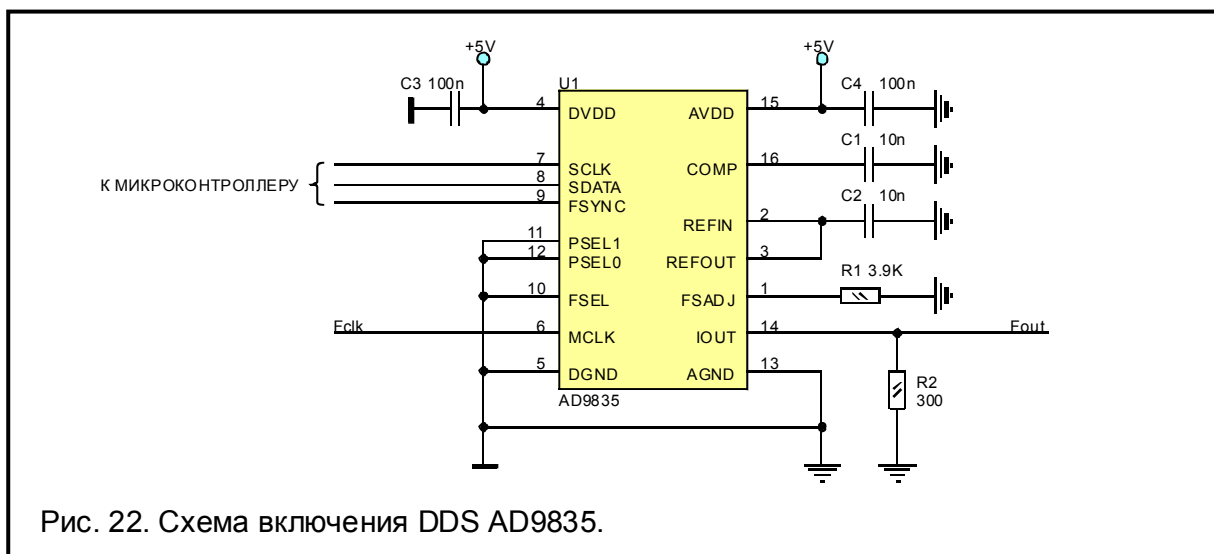 +5V
+5V
C3 100n
U1
C4 100n
4
DVDD
AVDD
15
C1 10n
7
SCLK
COMP
16
К МИКРОКОНТРОЛЛЕРУ
8
SDATA
9
FSYNC
C2 10n
REFIN
2
11
PSEL1
12
PSEL0
REFOUT
3
R1 3.9K
10
FSEL
FSADJ
1
Fclk
6
MCLK
IOUT
14
Fout
5
DGND
AGND
13
R2
300
AD9835
Рис. 22. Схема включения DDS AD9835.